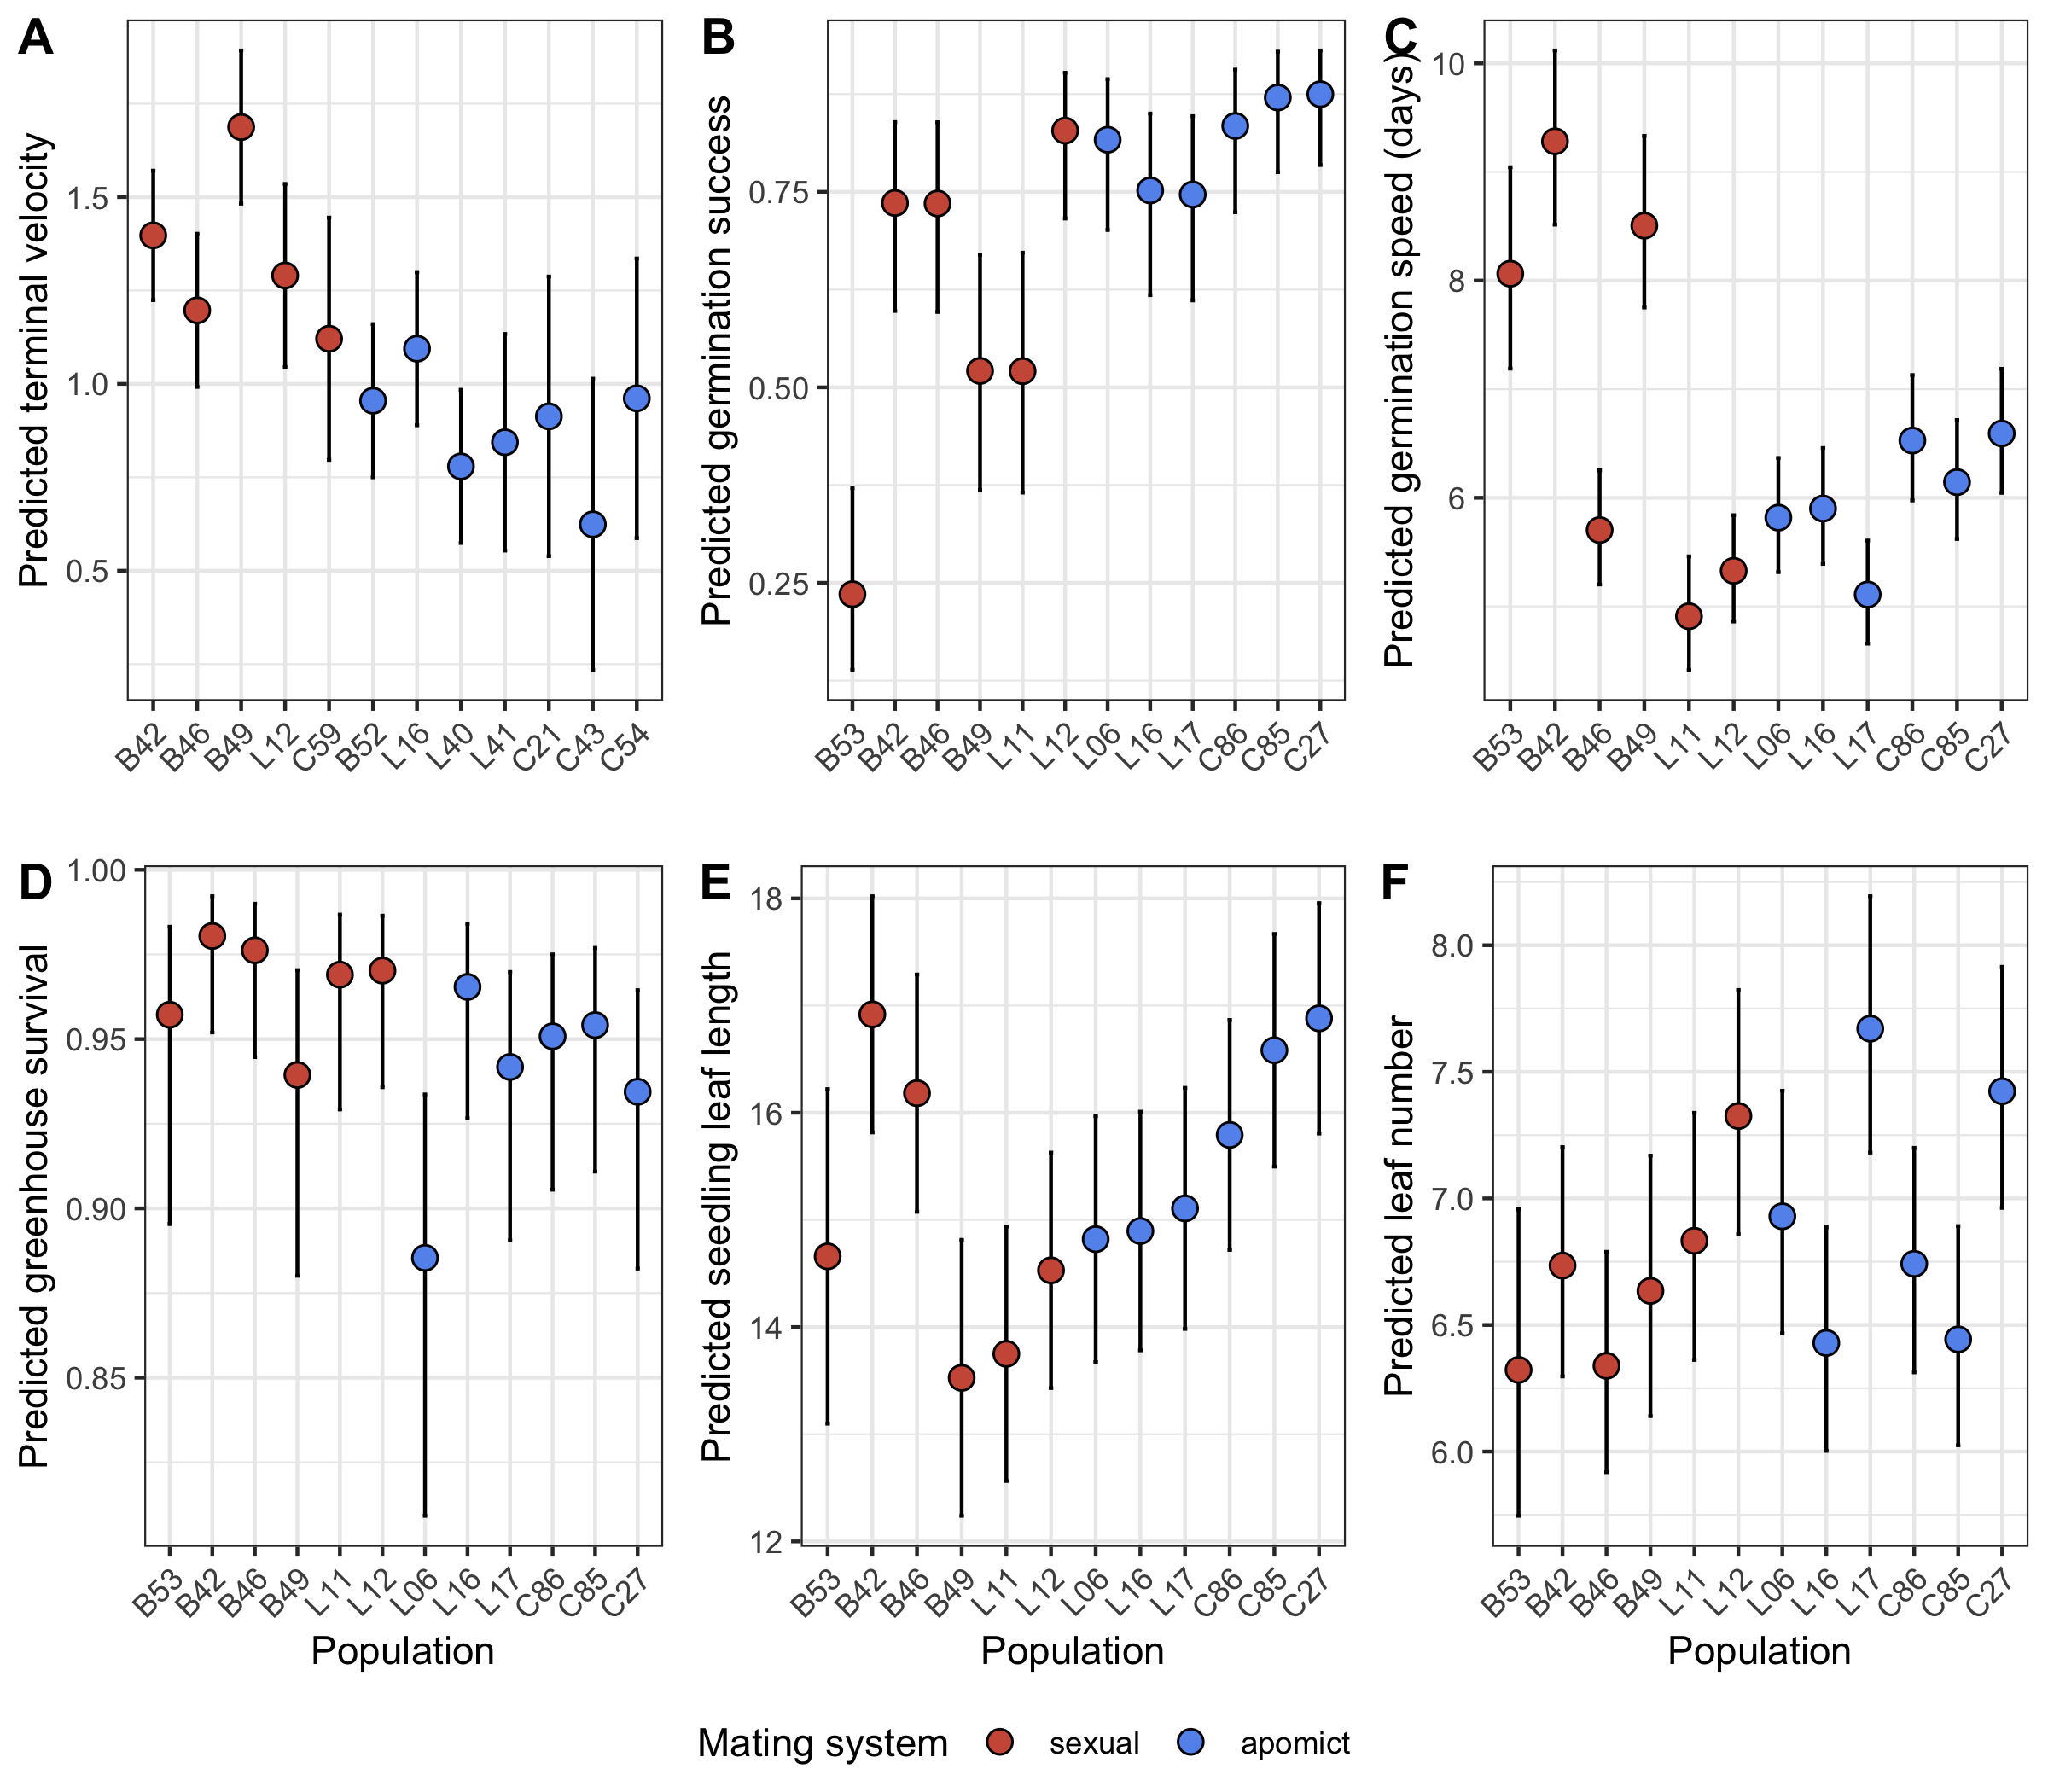 A
Predicted terminal velocity
1.5
1.0
0.5
B42 B46 B49 L12 C59 B52 L16 L40 L41 C21 C43 C54
B
Predicted germination success
0.75
0.50
0.25
B53 B42 B46 B49 L11 L12 L06 L16 L17 C86 C85 C27
C
Predicted germination speed (days)
10
8
6
B53 B42 B46 B49 L11 L12 L06 L16 L17 C86 C85 C27
D
Predicted greenhouse survival
1.00
0.95
0.90
0.85
B53 B42 B46 B49 L11 L12 L06 L16 L17 C86 C85 C27
Population
E
Predicted seedling leaf length
18
16
14
12
B53 B42 B46 B49 L11 L12 L06 L16 L17 C86 C85 C27
Population
F
Predicted leaf number
8.0
7.5
7.0
6.5
6.0
B53 B42 B46 B49 L11 L12 L06 L16 L17 C86 C85 C27
Population
Mating system sexual apomict